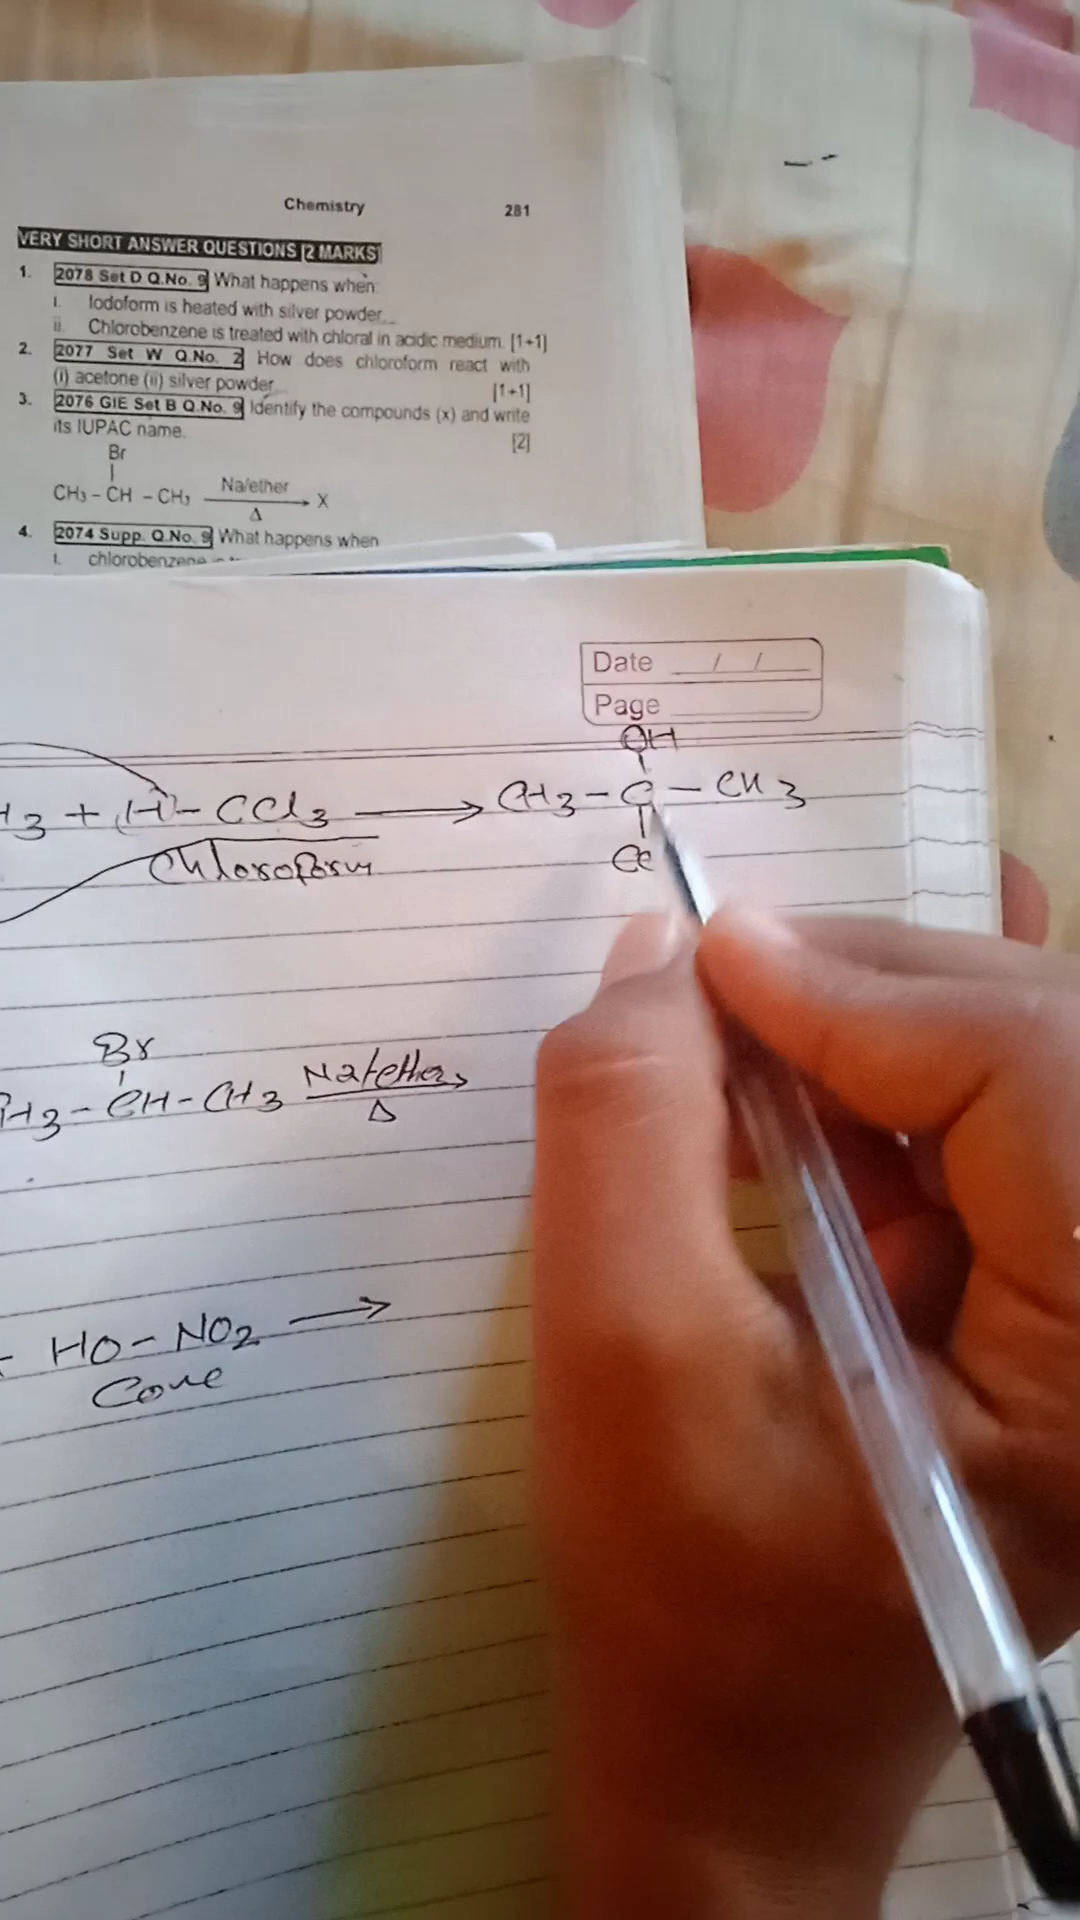 Chemistry 281
VERY SHORT ANSWER QUESTIONS [2 MARKS]
1. 2078 Set D Q.No. 9 What happens when:
i. Iodoform is heated with silver powder.
ii. Chlorobenzene is treated with chloral in acidic medium. [1+1]
2. 2077 Set W Q.No. 2 How does chloroform react with
(i) acetone (ii) silver powder [1+1]
3. 2076 GIE Set B Q.No. 9 Identify the compounds (x) and write
its IUPAC name. [2]
Br
CH3 – CH – CH3 Na/ether X
Δ
4. 2074 Supp. Q.No. 9 What happens when
i. chlorobenzene
Date / /
Page
OH
H3 + H - CCl3 → CH3 - C - CH3
Chloroform
CC
Br
H3 - CH - CH3 Na/ether
Δ
+ HO - NO2 →
Conc